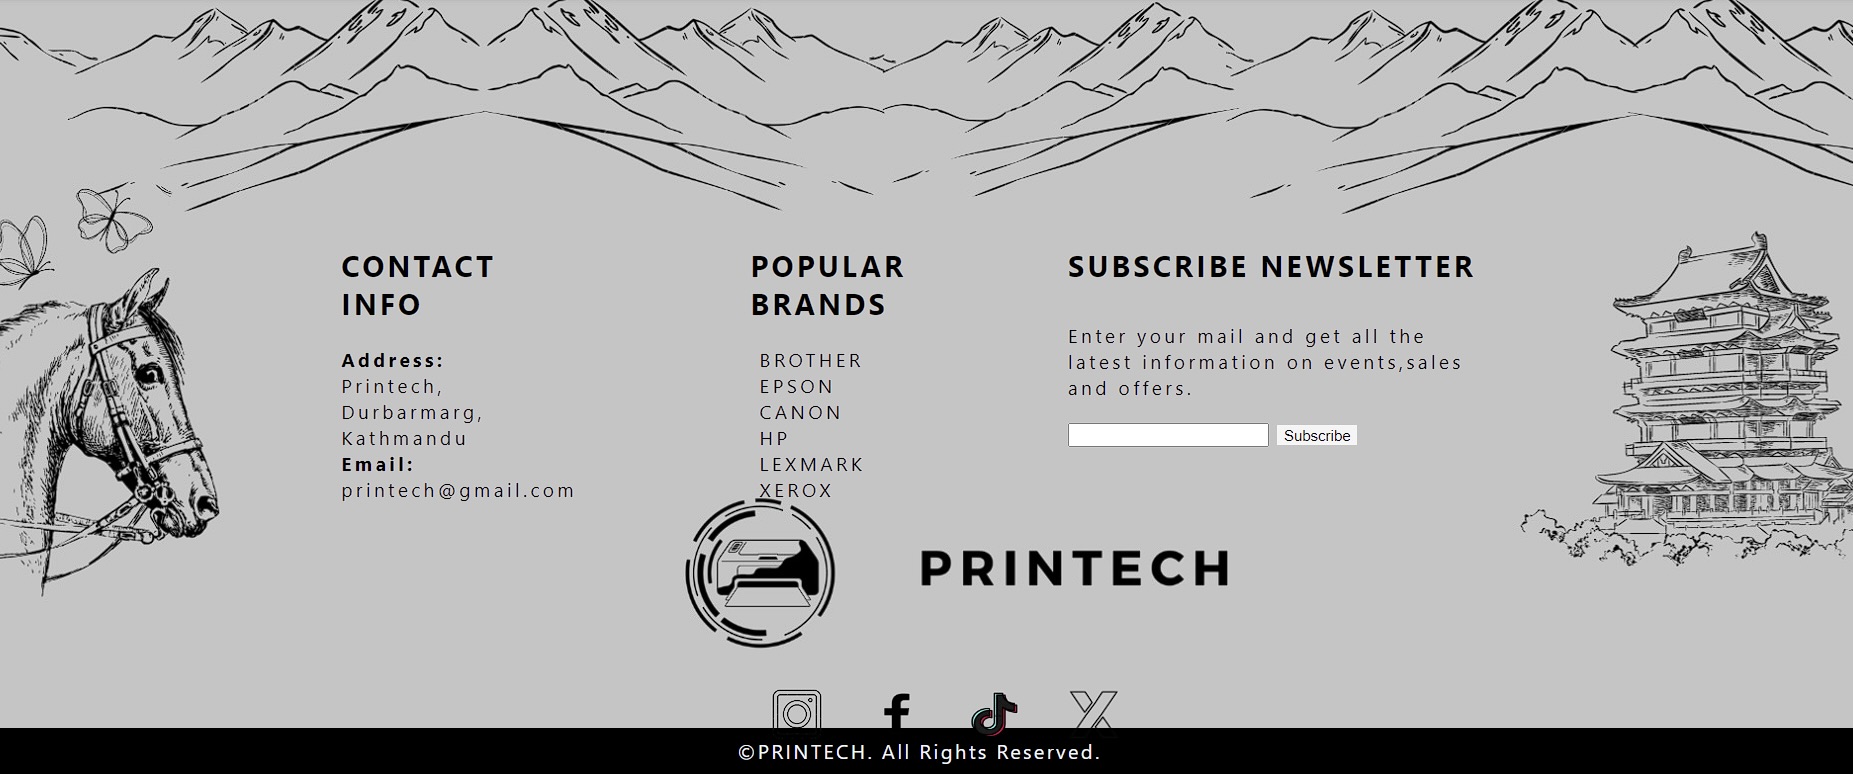 CONTACT
INFO
Address:
Printech,
Durbarmarg,
Kathmandu
Email:
printech@gmail.com
POPULAR
BRANDS
BROTHER
EPSON
CANON
HP
LEXMARK
XEROX
SUBSCRIBE NEWSLETTER
Enter your mail and get all the
latest information on events,sales
and offers.
Subscribe
PRINTECH
©PRINTECH. All Rights Reserved.